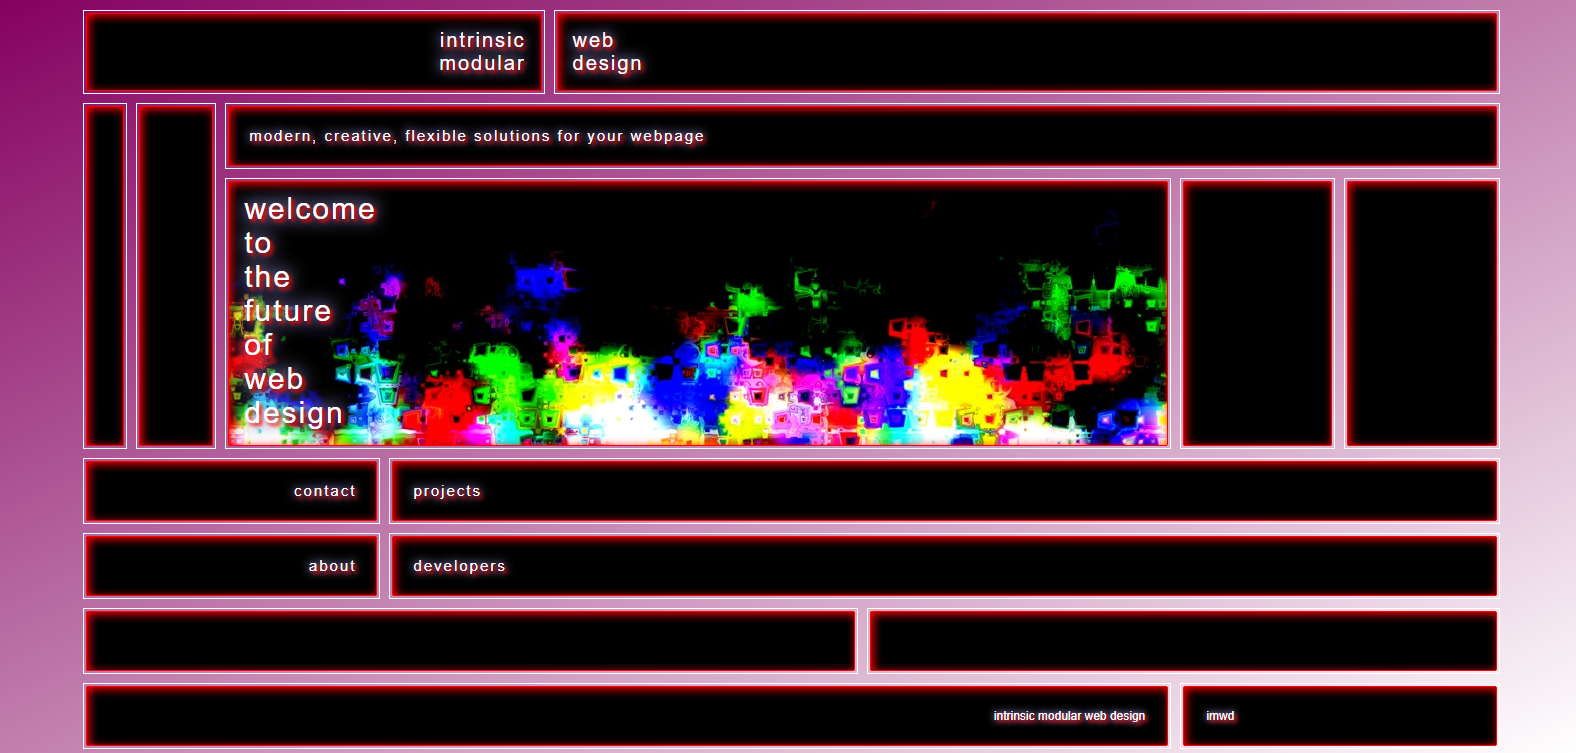 intrinsic
modular
web
design
modern, creative, flexible solutions for your webpage
welcome
to
the
future
of
web
design
contact
projects
about
developers
intrinsic modular web design
imwd